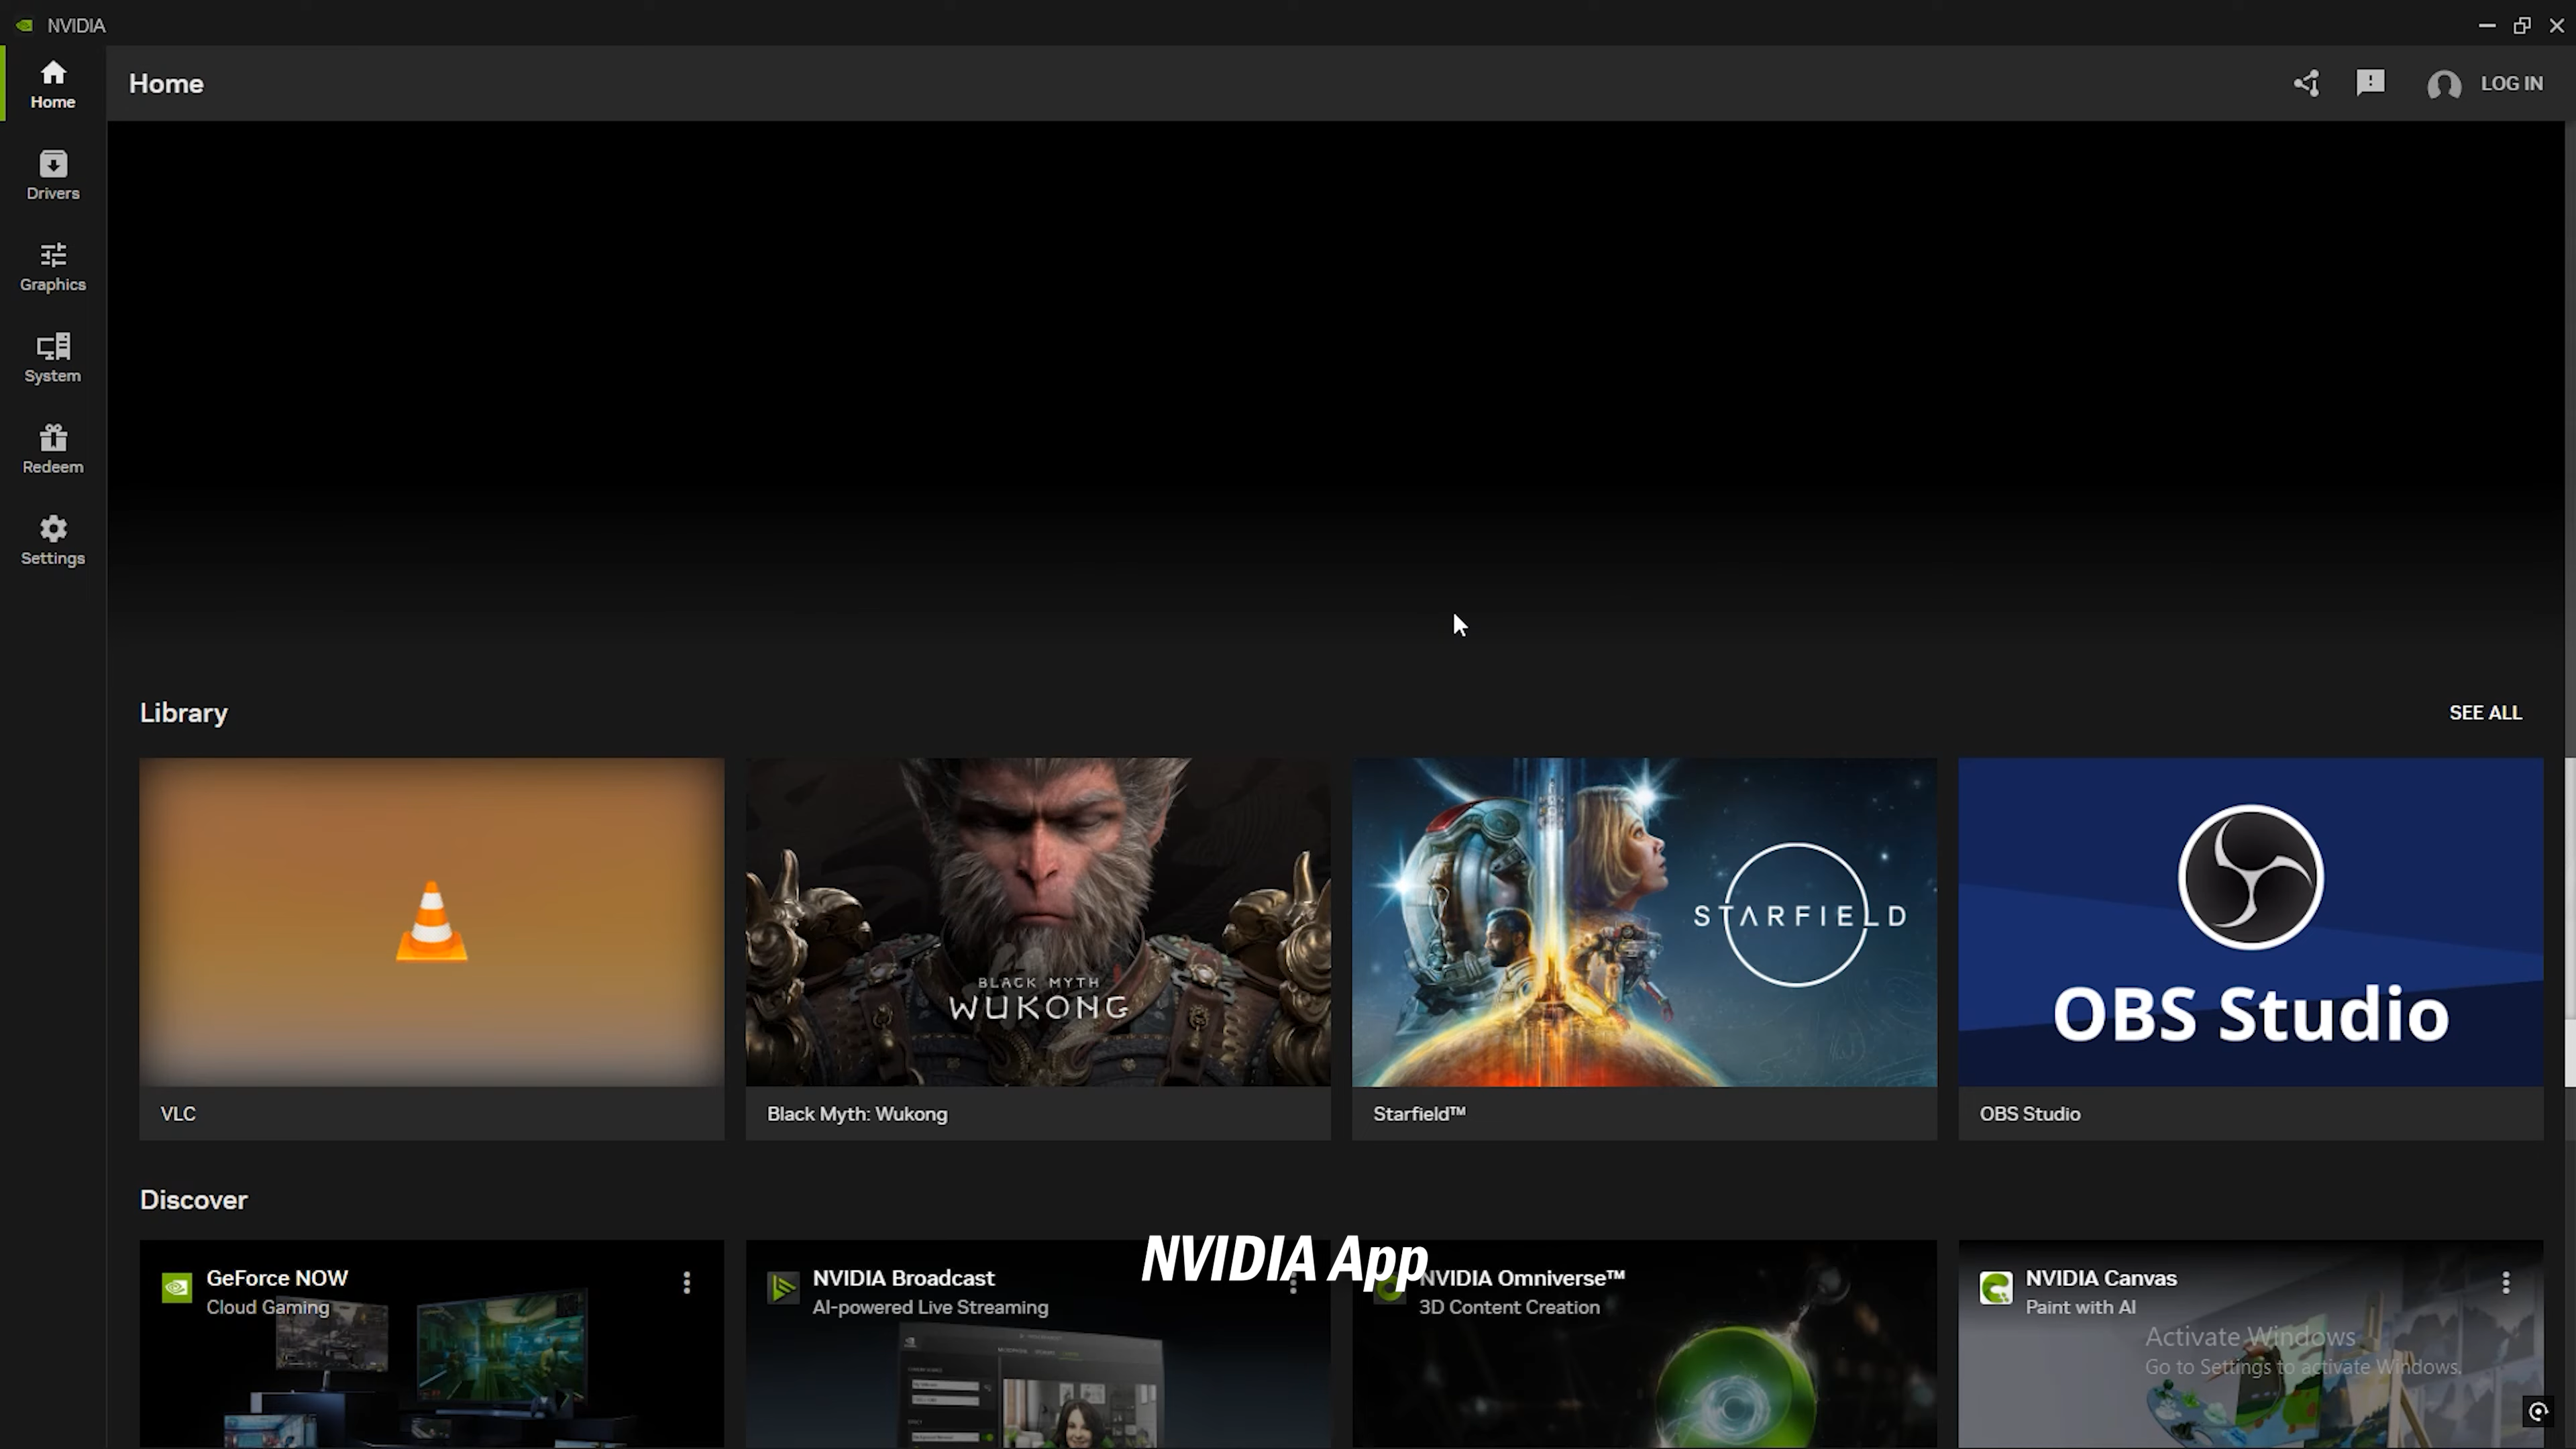 NVIDIA
Home
LOG IN
Home
Drivers
Graphics
System
Redeem
Settings
Library
SEE ALL
BLACK MYTH
WUKONG
STARFIELD
OBS Studio
VLC
Black Myth: Wukong
Starfield™
OBS Studio
Discover
GeForce NOW
Cloud Gaming
NVIDIA Broadcast
AI-powered Live Streaming
NVIDIA App
NVIDIA Omniverse™
3D Content Creation
NVIDIA Canvas
Paint with AI
Activate Windows
Go to Settings to activate Windows.